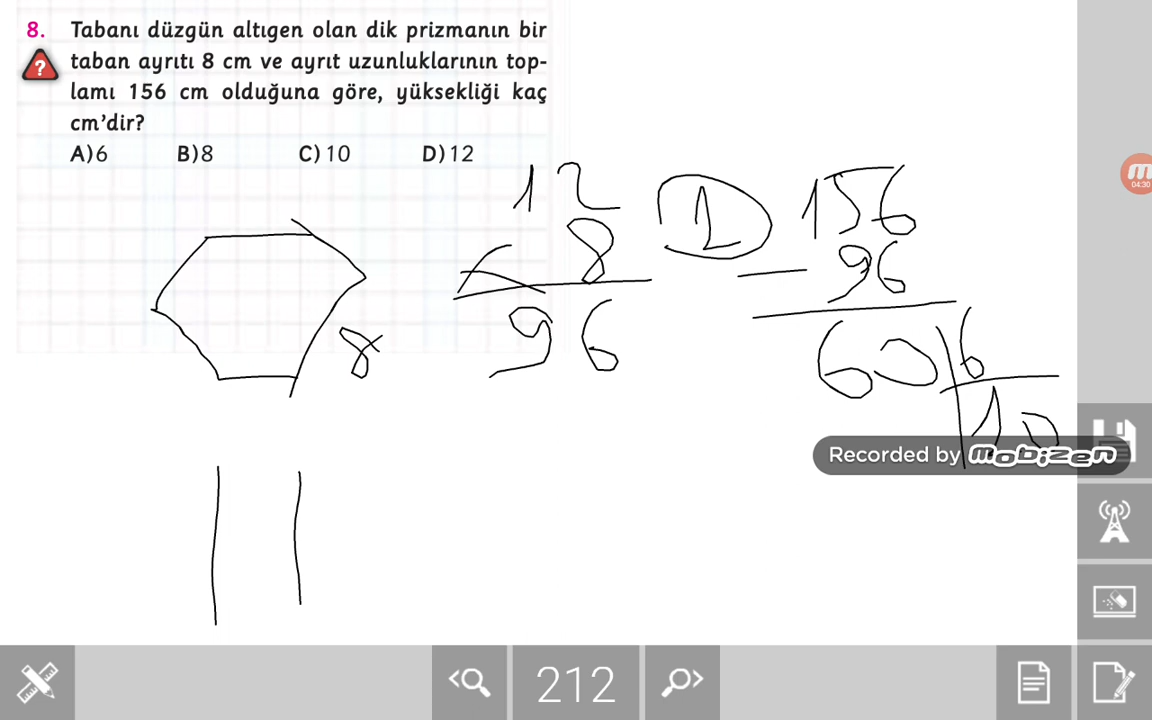 8. Tabanı düzgün altıgen olan dik prizmanın bir
? taban ayrıtı 8 cm ve ayrıt uzunluklarının top-
lamı 156 cm olduğuna göre, yüksekliği kaç
cm'dir?
A) 6 B) 8 C) 10 D) 12
12
8
96
8
156
- 96
60 6
10
m
04:30
Recorded by mobizen
212